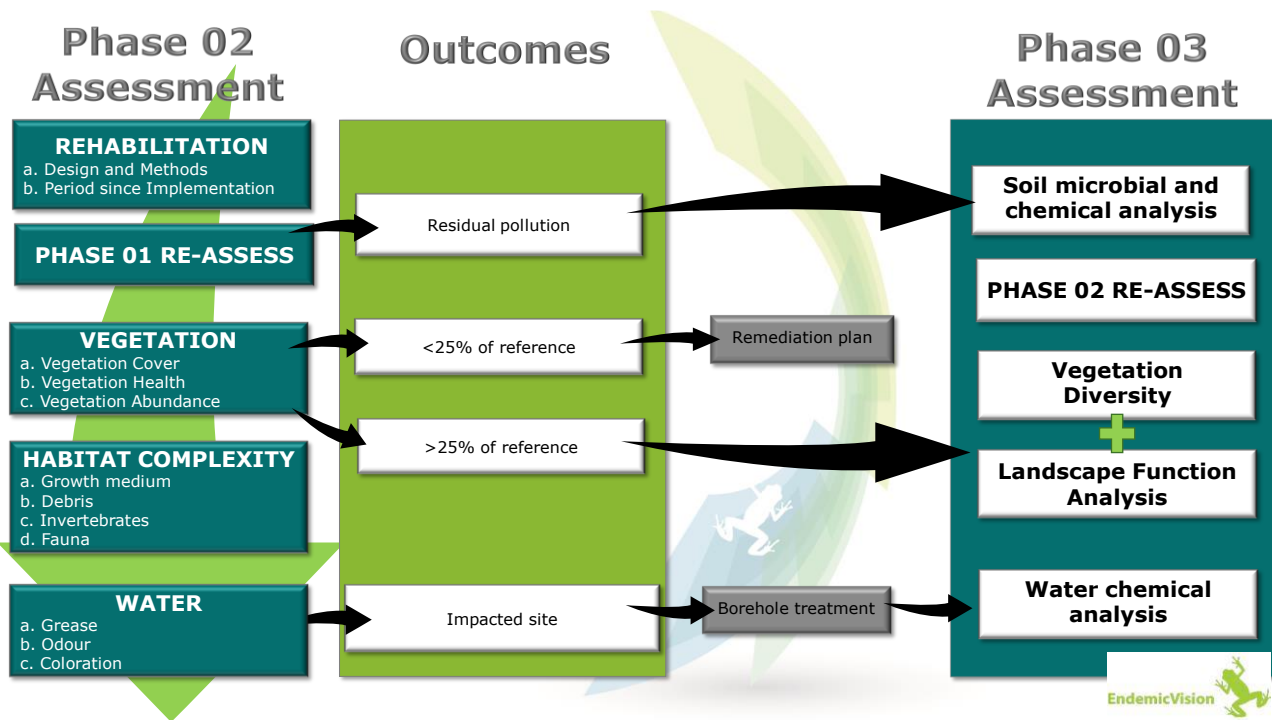 Phase 02
Assessment
REHABILITATION
a. Design and Methods
b. Period since Implementation
PHASE 01 RE-ASSESS
VEGETATION
a. Vegetation Cover
b. Vegetation Health
c. Vegetation Abundance
HABITAT COMPLEXITY
a. Growth medium
b. Debris
c. Invertebrates
d. Fauna
WATER
a. Grease
b. Odour
c. Coloration
Outcomes
Residual pollution
<25% of reference
>25% of reference
Impacted site
Remediation plan
Borehole treatment
Phase 03
Assessment
Soil microbial and
chemical analysis
PHASE 02 RE-ASSESS
Vegetation
Diversity
Landscape Function
Analysis
Water chemical
analysis
EndemicVision